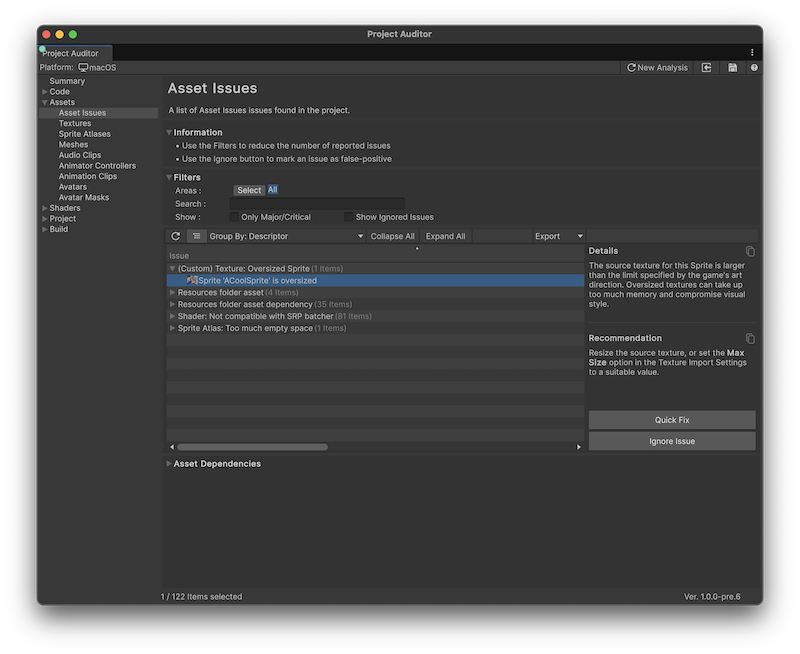 Project Auditor
Project Auditor
Platform: macOS
New Analysis
Summary
Code
Assets
Asset Issues
Textures
Sprite Atlases
Meshes
Audio Clips
Animator Controllers
Animation Clips
Avatars
Avatar Masks
Shaders
Project
Build
Asset Issues
A list of Asset Issues issues found in the project.
Information
• Use the Filters to reduce the number of reported issues
• Use the Ignore button to mark an issue as false-positive
Filters
Areas : Select All
Search :
Show : Only Major/Critical Show Ignored Issues
Group By: Descriptor Collapse All Expand All Export
Issue
(Custom) Texture: Oversized Sprite (1 Items)
Sprite 'ACoolSprite' is oversized
Resources folder asset (4 Items)
Resources folder asset dependency (35 Items)
Shader: Not compatible with SRP batcher (81 Items)
Sprite Atlas: Too much empty space (1 Items)
Details
The source texture for this Sprite is larger
than the limit specified by the game's art
direction. Oversized textures can take up
too much memory and compromise visual
style.
Recommendation
Resize the source texture, or set the Max
Size option in the Texture Import Settings
to a suitable value.
Quick Fix
Ignore Issue
Asset Dependencies
1 / 122 Items selected
Ver. 1.0.0-pre.6